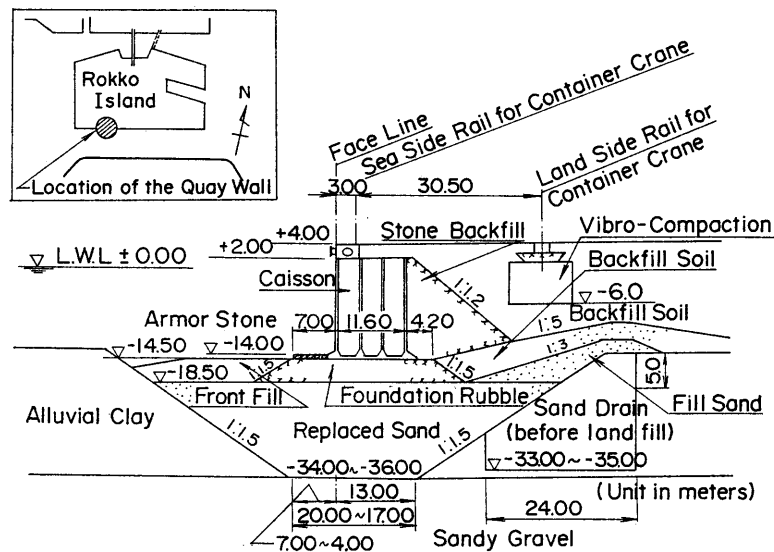 Rokko
Island
N
Location of the Quay Wall
Face Line
Sea Side Rail for Container Crane
Land Side Rail for
Container Crane
3.00
30.50
+4.00
Stone Backfill
Vibro-Compaction
L.W.L ± 0.00
+2.00
Caisson
Backfill Soil
1:1.2
-6.0
Armor Stone
7.00
11.60
4.20
1:5
Backfill Soil
-14.50
-14.00
1:3
-18.50
1:1.5
1:1.5
5.0
Front Fill
Foundation Rubble
Fill Sand
Alluvial Clay
1:1.5
Replaced Sand
1:1.5
Sand Drain
(before land fill)
-34.00~-36.00
-33.00~-35.00
13.00
(Unit in meters)
20.00~17.00
24.00
7.00~4.00
Sandy Gravel